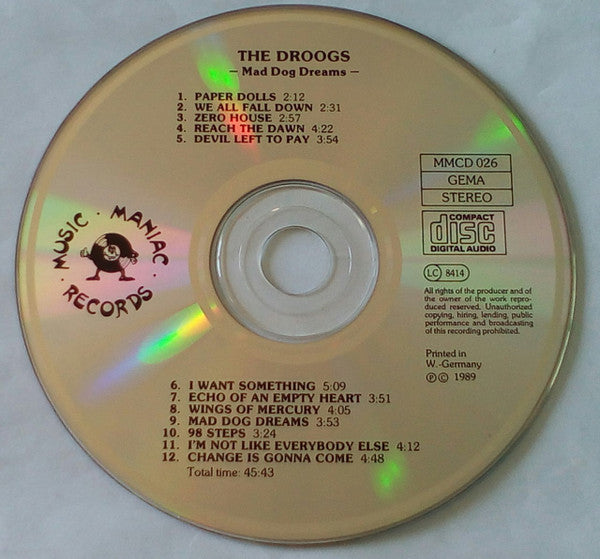 THE DROOGS
– Mad Dog Dreams –
1. PAPER DOLLS 2:12
2. WE ALL FALL DOWN 2:31
3. ZERO HOUSE 2:57
4. REACH THE DAWN 4:22
5. DEVIL LEFT TO PAY 3:54
MUSIC · MANIAC · RECORDS ·
MMCD 026
GEMA
STEREO
COMPACT
disc
DIGITAL AUDIO
LC 8414
All rights of the producer and of
the owner of the work repro-
duced reserved. Unauthorized
copying, hiring, lending, public
performance and broadcasting
of this recording prohibited.
Printed in
W.-Germany
℗ © 1989
6. I WANT SOMETHING 5:09
7. ECHO OF AN EMPTY HEART 3:51
8. WINGS OF MERCURY 4:05
9. MAD DOG DREAMS 3:53
10. 98 STEPS 3:24
11. I'M NOT LIKE EVERYBODY ELSE 4:12
12. CHANGE IS GONNA COME 4:48
Total time: 45:43